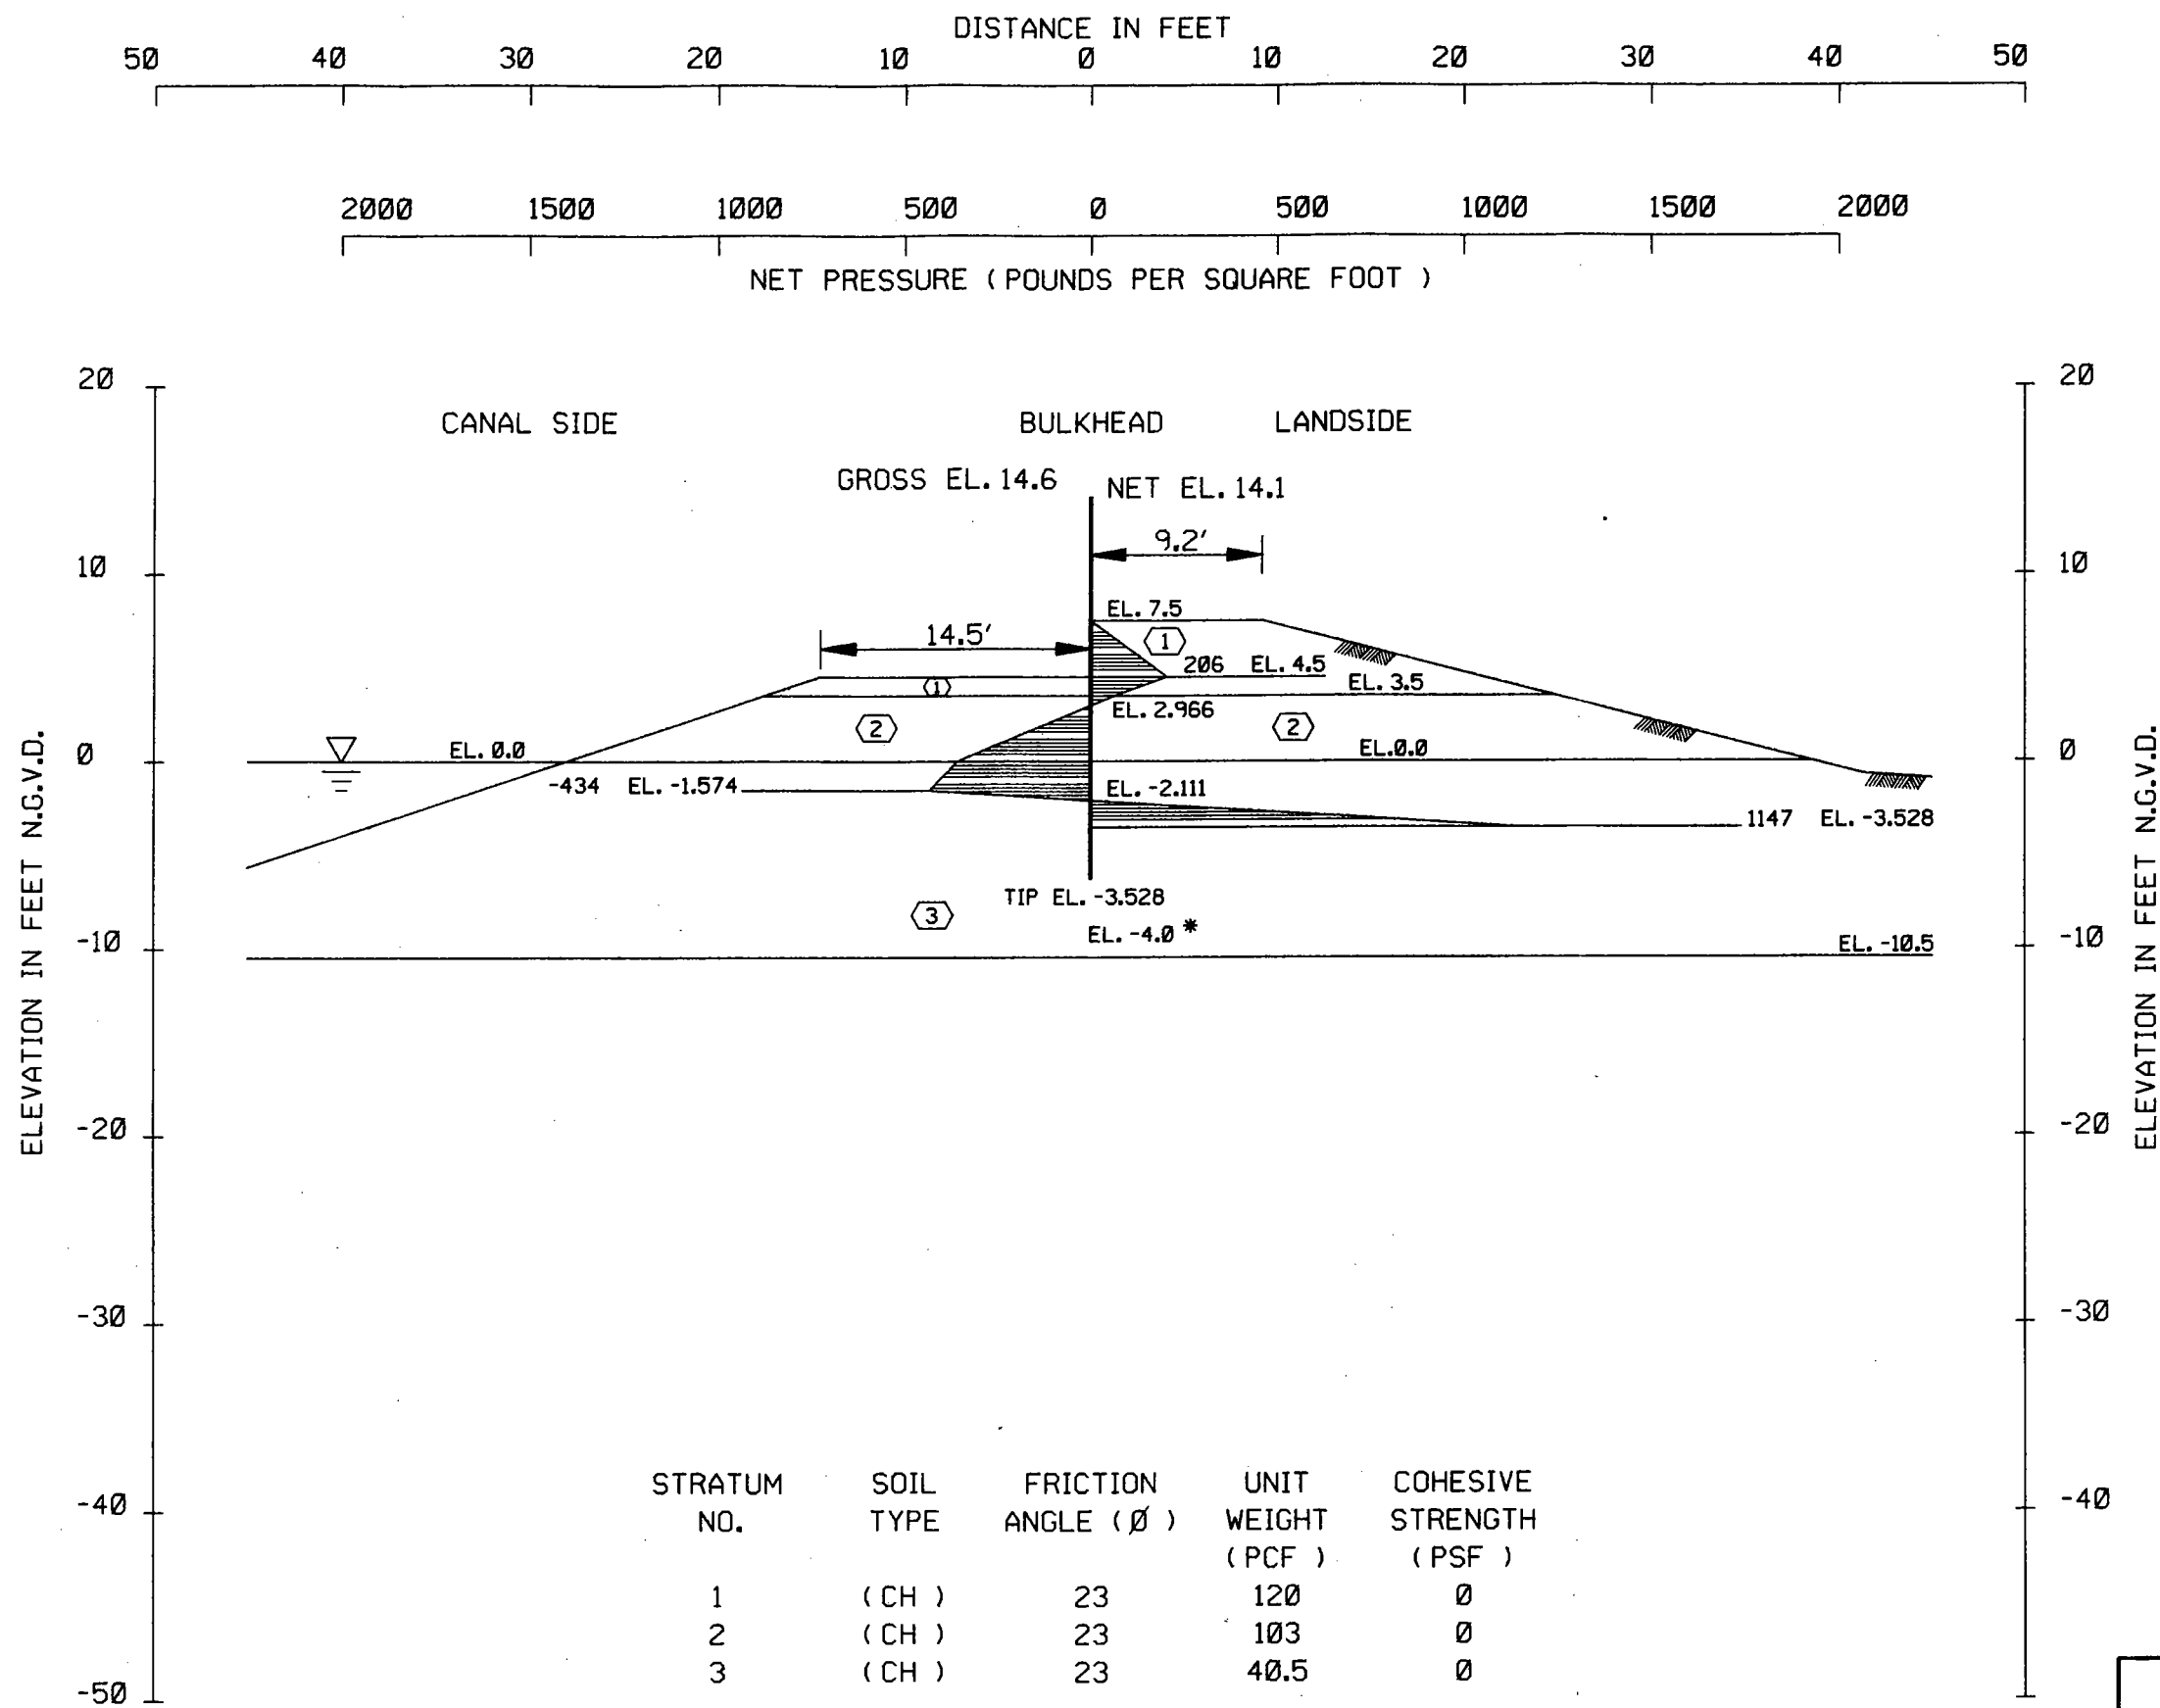 DISTANCE IN FEET
50 40 30 20 10 0 10 20 30 40 50
2000 1500 1000 500 0 500 1000 1500 2000
NET PRESSURE ( POUNDS PER SQUARE FOOT )
20 20
CANAL SIDE BULKHEAD LANDSIDE
GROSS EL. 14.6 NET EL. 14.1
9.2'
10 10
EL. 7.5
14.5' 1
206 EL. 4.5
1 EL. 3.5
EL. 2.966
2 2
0 EL. 0.0 EL.0.0 0
-434 EL. -1.574 EL. -2.111
1147 EL. -3.528
TIP EL. -3.528
3
EL. -4.0 *
-10 EL. -10.5 -10
ELEVATION IN FEET N.G.V.D.
ELEVATION IN FEET N.G.V.D.
-20 -20
-30 -30
-40 -40
-50
STRATUM SOIL FRICTION UNIT COHESIVE
NO. TYPE ANGLE ( Ø ) WEIGHT STRENGTH
( PCF ) ( PSF )
1 ( CH ) 23 120 0
2 ( CH ) 23 103 0
3 ( CH ) 23 40.5 0